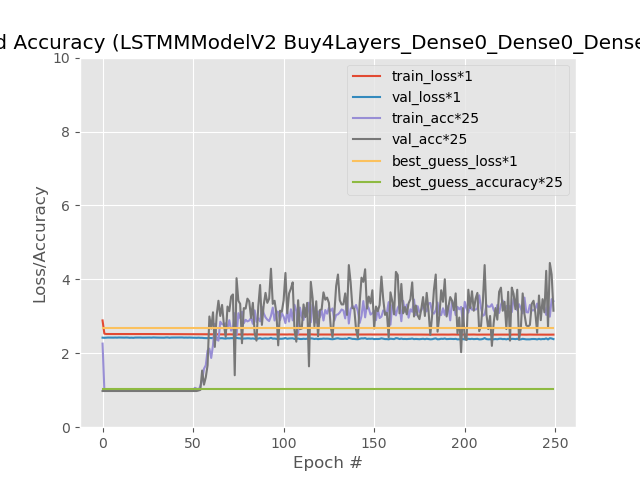 d Accuracy (LSTMMModelV2 Buy4Layers_Dense0_Dense0_Dense
train_loss*1
val_loss*1
train_acc*25
val_acc*25
best_guess_loss*1
best_guess_accuracy*25
Loss/Accuracy
10
8
6
4
2
0
0 50 100 150 200 250
Epoch #